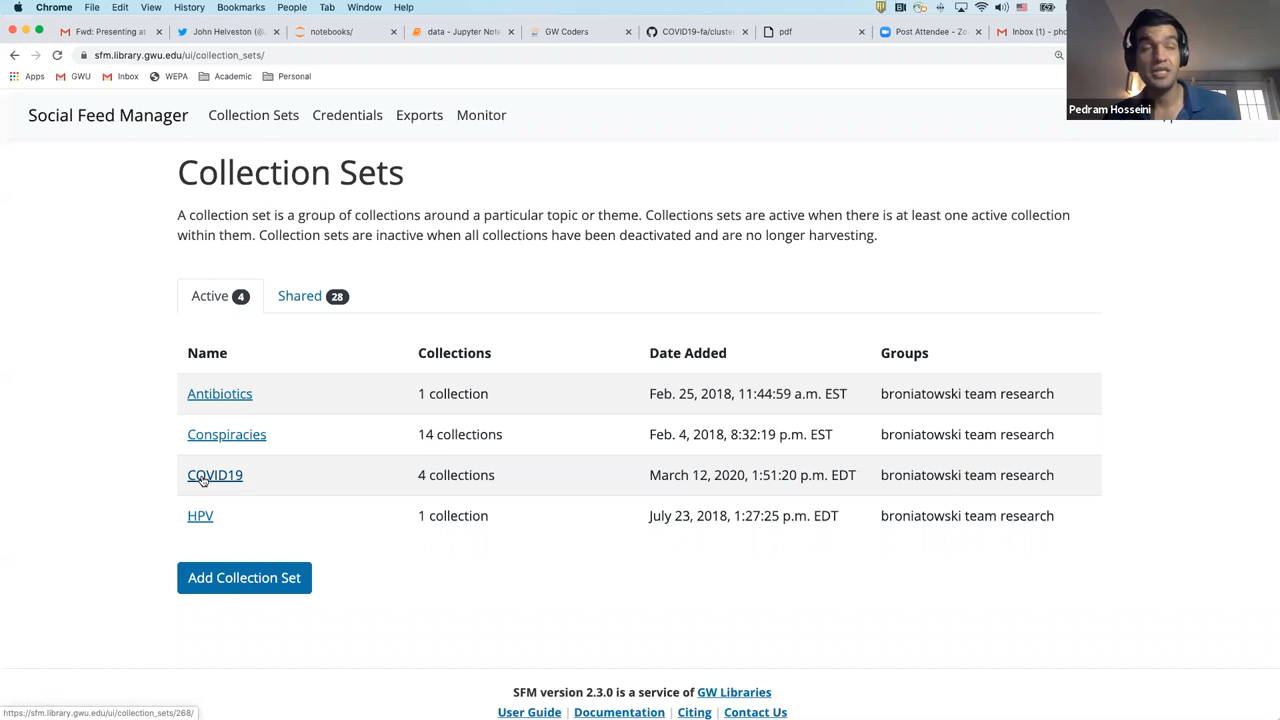 Chrome File Edit View History Bookmarks People Tab Window Help
Fwd: Presenting at John Helveston (@. notebooks/ data - Jupyter Note GW Coders COVID19-fa/cluste pdf Post Attendee - Zo Inbox (1) - pho
sfm.library.gwu.edu/ui/collection_sets/
Apps GWU Inbox WEPA Academic Personal
Pedram Hosseini
Social Feed Manager Collection Sets Credentials Exports Monitor
Collection Sets
A collection set is a group of collections around a particular topic or theme. Collections sets are active when there is at least one active collection
within them. Collection sets are inactive when all collections have been deactivated and are no longer harvesting.
Active 4 Shared 28
Name Collections Date Added Groups
Antibiotics 1 collection Feb. 25, 2018, 11:44:59 a.m. EST broniatowski team research
Conspiracies 14 collections Feb. 4, 2018, 8:32:19 p.m. EST broniatowski team research
COVID19 4 collections March 12, 2020, 1:51:20 p.m. EDT broniatowski team research
HPV 1 collection July 23, 2018, 1:27:25 p.m. EDT broniatowski team research
Add Collection Set
SFM version 2.3.0 is a service of GW Libraries
User Guide | Documentation | Citing | Contact Us
https://sfm.library.gwu.edu/ui/collection_sets/268/